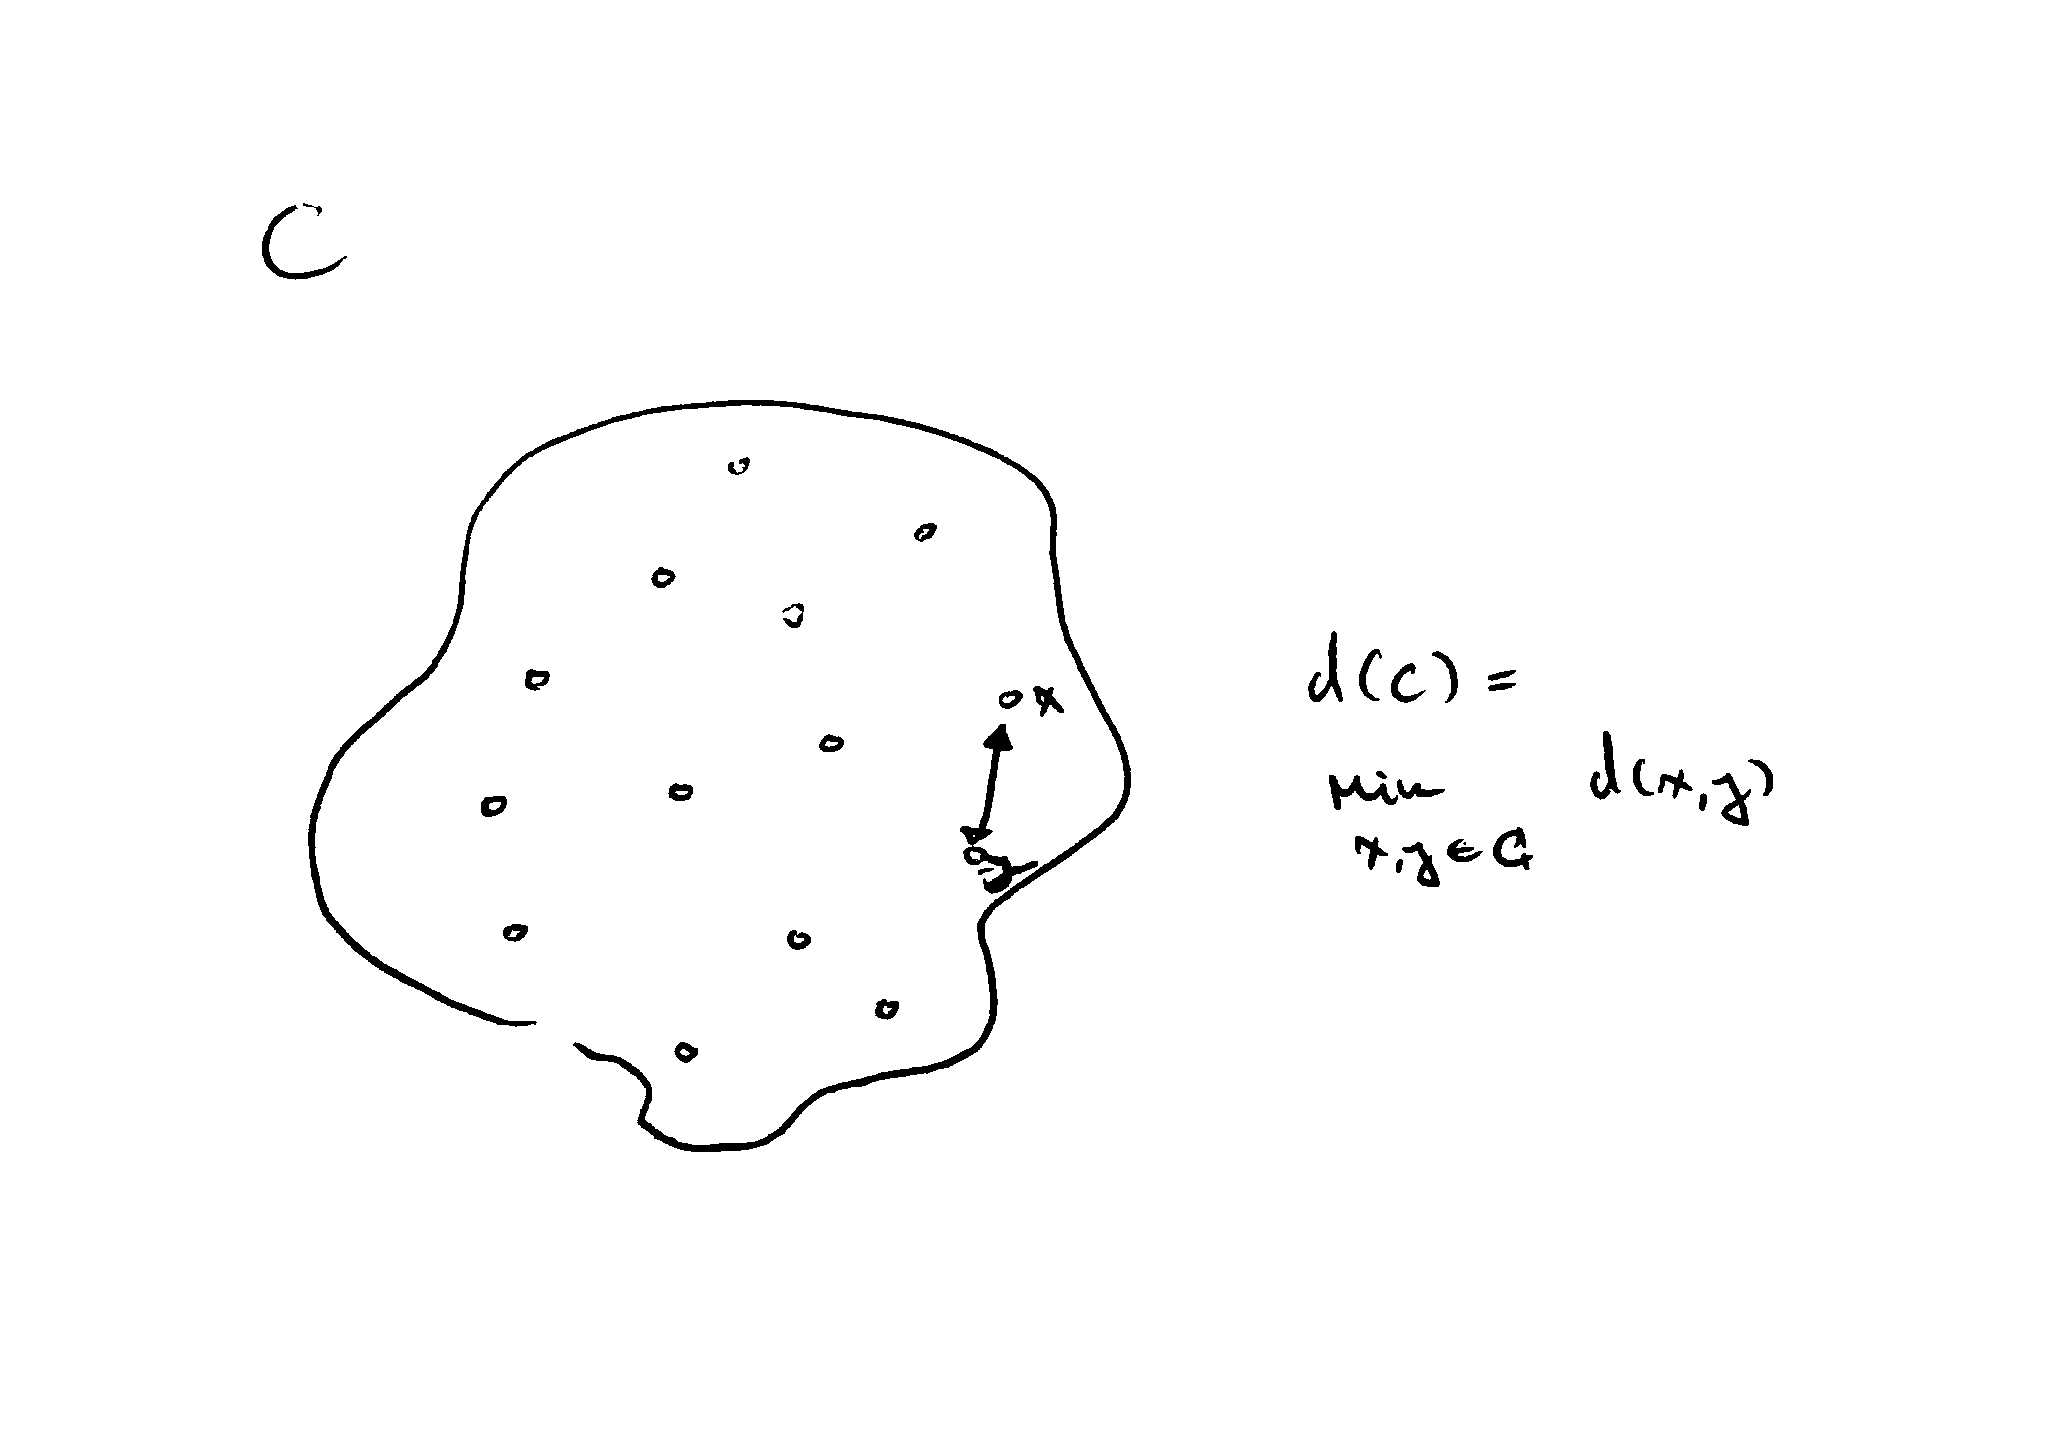 C
x
y
d(C) =
min d(x,y)
x,y ∈ C